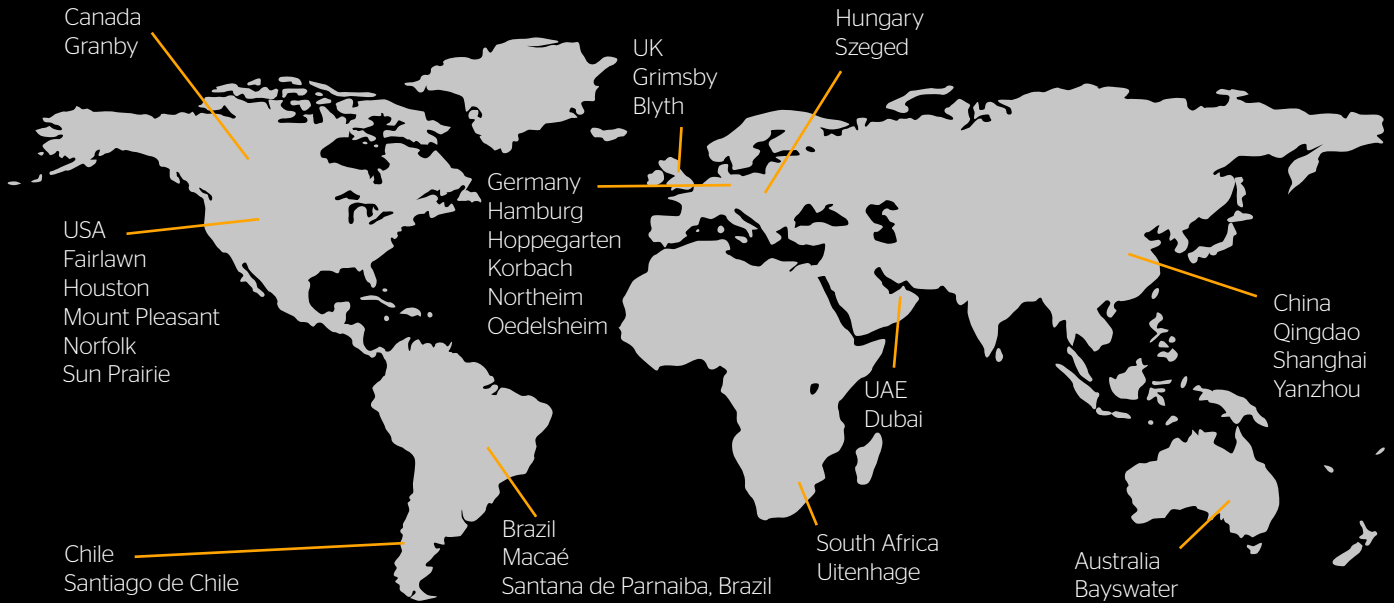 Canada
Granby
Hungary
Szeged
UK
Grimsby
Blyth
Germany
Hamburg
Hoppegarten
Korbach
Northeim
Oedelsheim
USA
Fairlawn
Houston
Mount Pleasant
Norfolk
Sun Prairie
China
Qingdao
Shanghai
Yanzhou
UAE
Dubai
Brazil
Macaé
Santana de Parnaiba, Brazil
South Africa
Uitenhage
Chile
Santiago de Chile
Australia
Bayswater